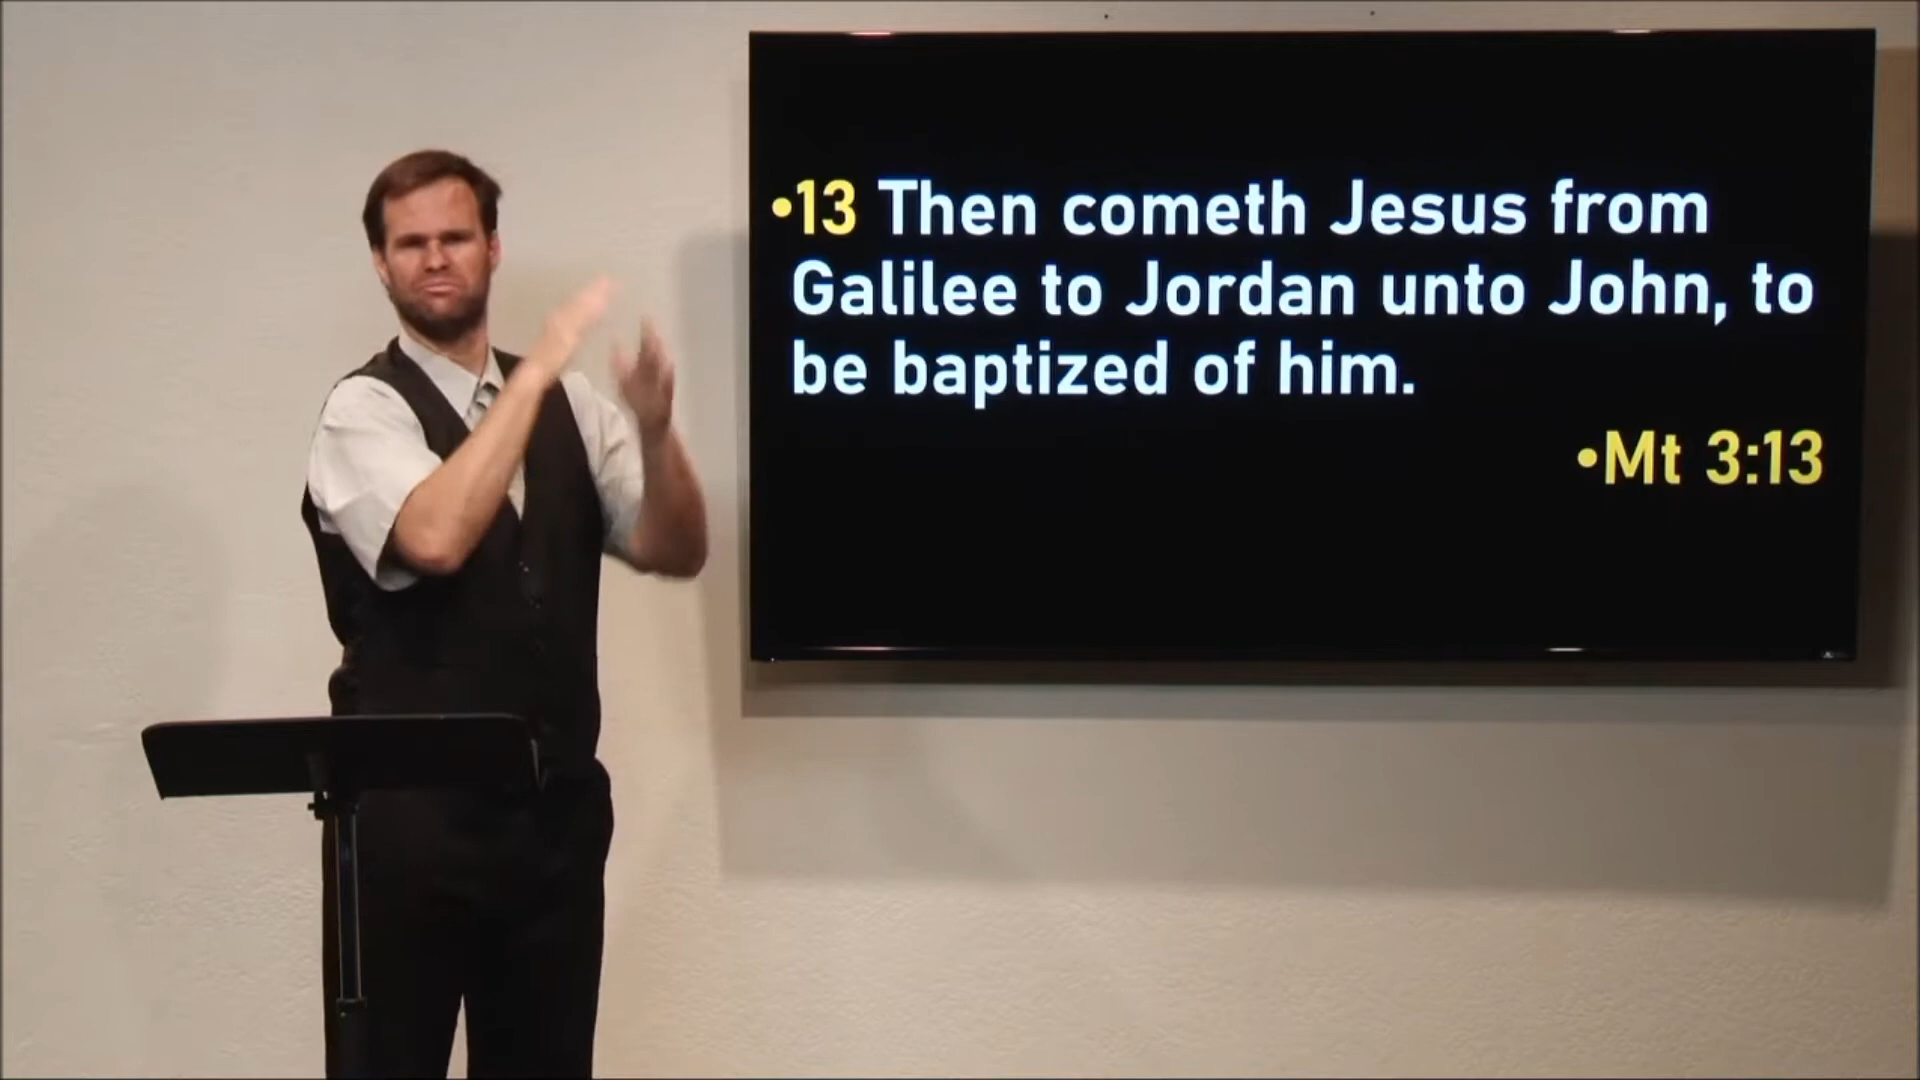 •13 Then cometh Jesus from
Galilee to Jordan unto John, to
be baptized of him.
•Mt 3:13